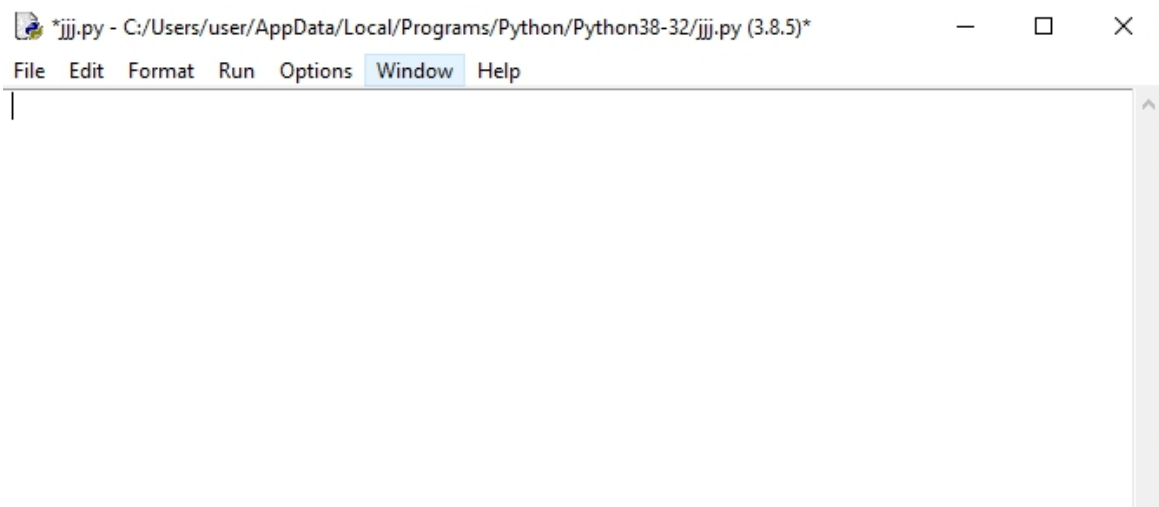 *jjj.py - C:/Users/user/AppData/Local/Programs/Python/Python38-32/jjj.py (3.8.5)*
File Edit Format Run Options Window Help